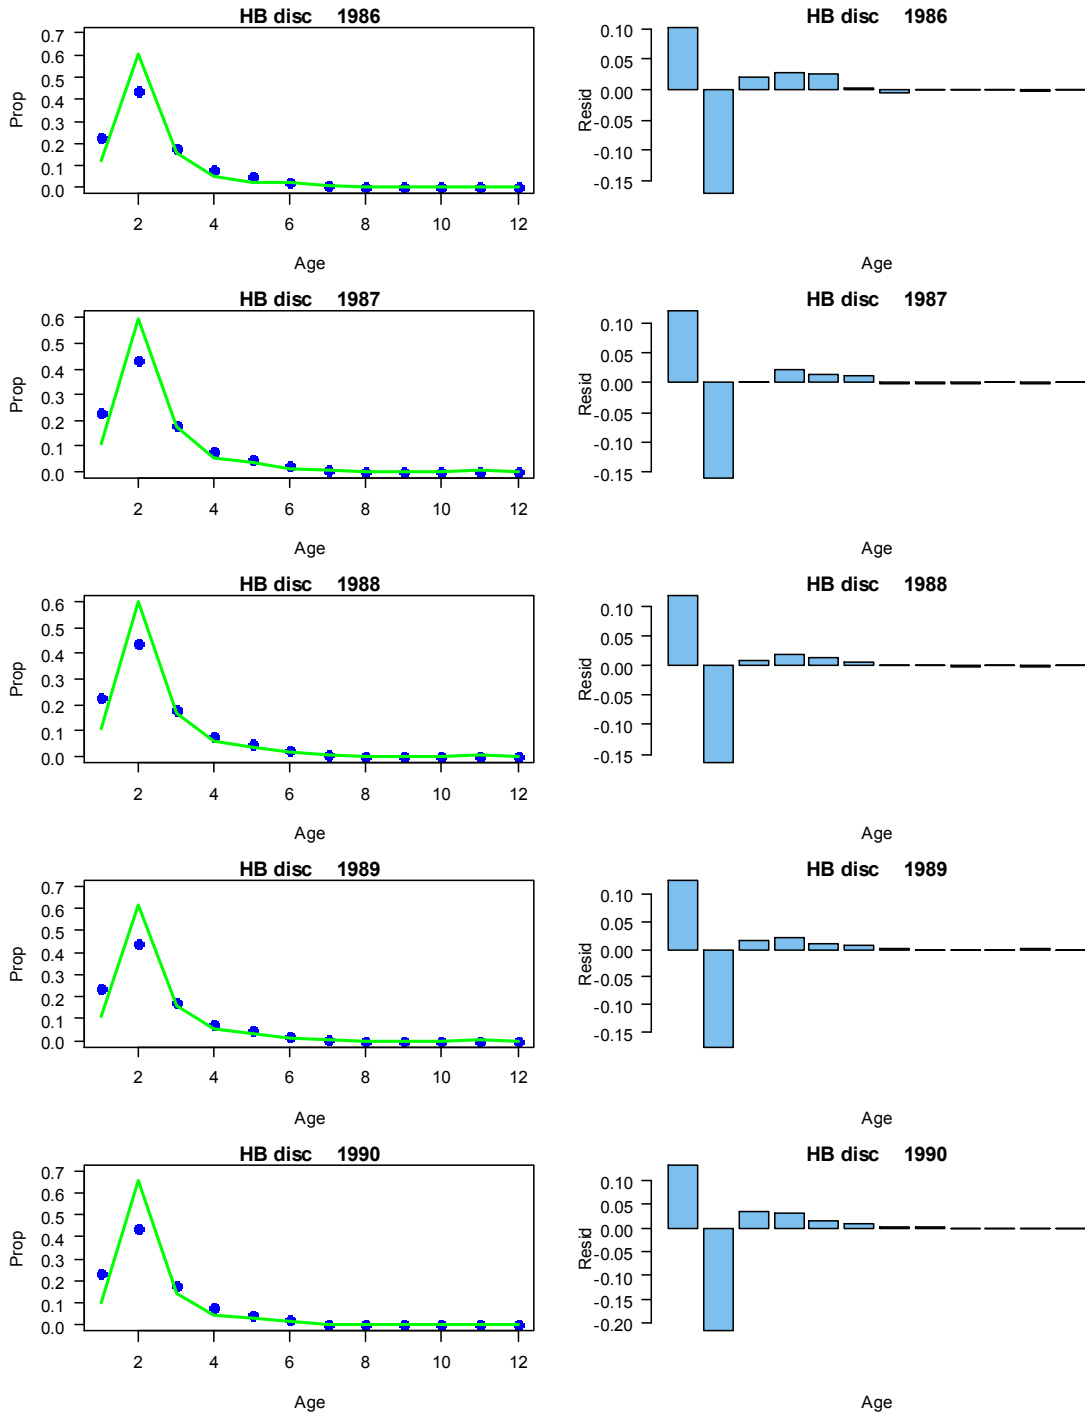 HB disc 1986
Prop
0.7
0.6
0.5
0.4
0.3
0.2
0.1
0.0
2 4 6 8 10 12
Age
HB disc 1986
Resid
0.10
0.05
0.00
-0.05
-0.10
-0.15
Age
HB disc 1987
Prop
0.6
0.5
0.4
0.3
0.2
0.1
0.0
2 4 6 8 10 12
Age
HB disc 1987
Resid
0.10
0.05
0.00
-0.05
-0.10
-0.15
Age
HB disc 1988
Prop
0.6
0.5
0.4
0.3
0.2
0.1
0.0
2 4 6 8 10 12
Age
HB disc 1988
Resid
0.10
0.05
0.00
-0.05
-0.10
-0.15
Age
HB disc 1989
Prop
0.7
0.6
0.5
0.4
0.3
0.2
0.1
0.0
2 4 6 8 10 12
Age
HB disc 1989
Resid
0.10
0.05
0.00
-0.05
-0.10
-0.15
Age
HB disc 1990
Prop
0.7
0.6
0.5
0.4
0.3
0.2
0.1
0.0
2 4 6 8 10 12
Age
HB disc 1990
Resid
0.10
0.05
0.00
-0.05
-0.10
-0.15
-0.20
Age